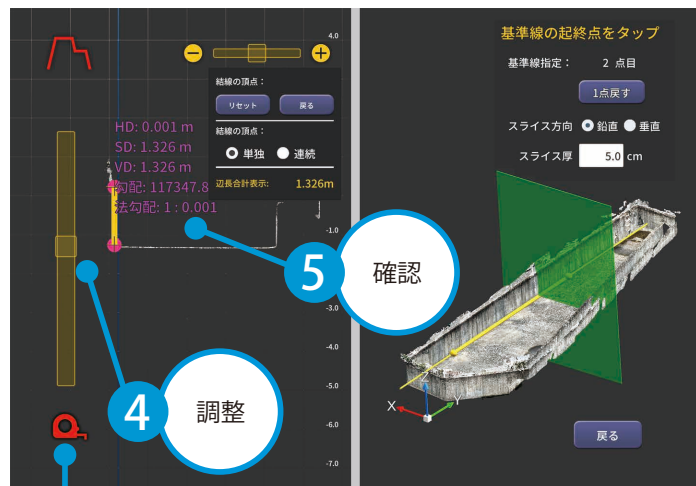 4.0
結線の頂点：
リセット 戻る
結線の頂点：
単独 連続
辺長合計表示: 1.326m
HD: 0.001 m
SD: 1.326 m
VD: 1.326 m
勾配: 117347.8
法勾配: 1 : 0.001
-1.0
-3.0
-4.0
-5.0
-6.0
-7.0
5 確認
4 調整
基準線の起終点をタップ
基準線指定： 2 点目
1点戻す
スライス方向 鉛直 垂直
スライス厚 5.0 cm
X Y
戻る